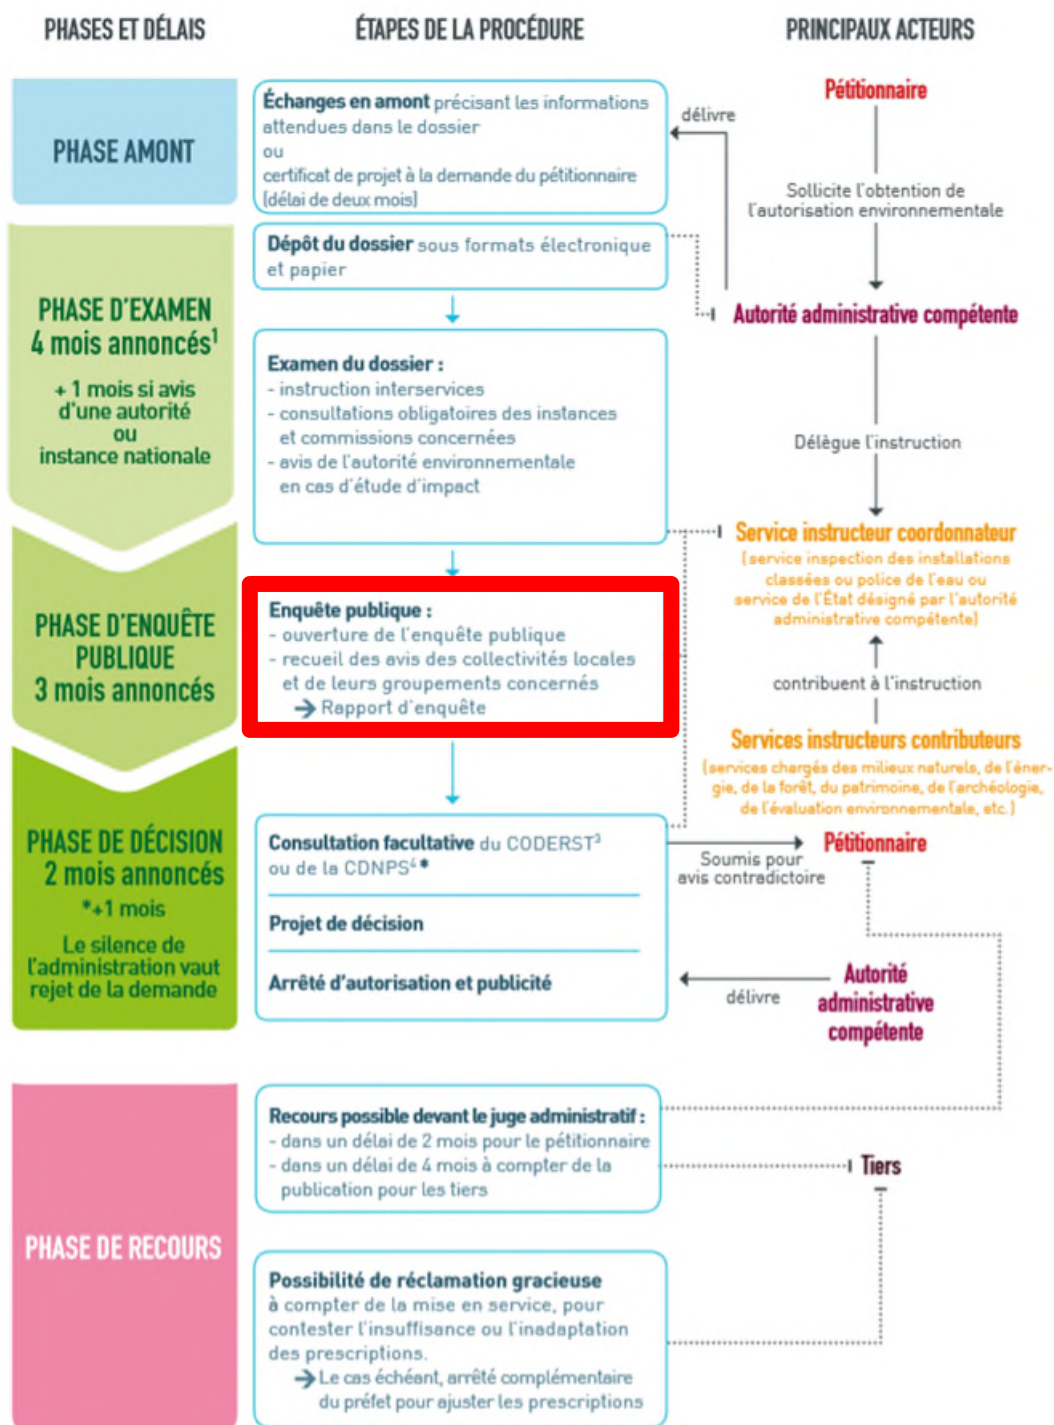 PHASES ET DÉLAIS
ÉTAPES DE LA PROCÉDURE
PRINCIPAUX ACTEURS
PHASE AMONT
Échanges en amont précisant les informations
attendues dans le dossier
ou
certificat de projet à la demande du pétitionnaire
(délai de deux mois)
délivre
Pétitionnaire
Sollicite l'obtention de
l'autorisation environnementale
PHASE D'EXAMEN
4 mois annoncés¹
+ 1 mois si avis
d'une autorité
ou
instance nationale
Dépôt du dossier sous formats électronique
et papier
Autorité administrative compétente
Examen du dossier :
- instruction interservices
- consultations obligatoires des instances
et commissions concernées
- avis de l'autorité environnementale
en cas d'étude d'impact
Délègue l'instruction
Service instructeur coordonnateur
(service inspection des installations
classées ou police de l'eau ou
service de l'État désigné par l'autorité
administrative compétente)
PHASE D'ENQUÊTE
PUBLIQUE
3 mois annoncés
Enquête publique :
- ouverture de l'enquête publique
- recueil des avis des collectivités locales
et de leurs groupements concernés
→ Rapport d'enquête
contribuent à l'instruction
Services instructeurs contributeurs
(services chargés des milieux naturels, de l'éner-
gie, de la forêt, du patrimoine, de l'archéologie,
de l'évaluation environnementale, etc.)
PHASE DE DÉCISION
2 mois annoncés
*+1 mois
Le silence de
l'administration vaut
rejet de la demande
Consultation facultative du CODERST³
ou de la CDNPS⁴*
Projet de décision
Arrêté d'autorisation et publicité
Soumis pour
avis contradictoire
Pétitionnaire
délivre
Autorité
administrative
compétente
PHASE DE RECOURS
Recours possible devant le juge administratif :
- dans un délai de 2 mois pour le pétitionnaire
- dans un délai de 4 mois à compter de la
publication pour les tiers
Tiers
Possibilité de réclamation gracieuse
à compter de la mise en service, pour
contester l'insuffisance ou l'inadaptation
des prescriptions.
→ Le cas échéant, arrêté complémentaire
du préfet pour ajuster les prescriptions